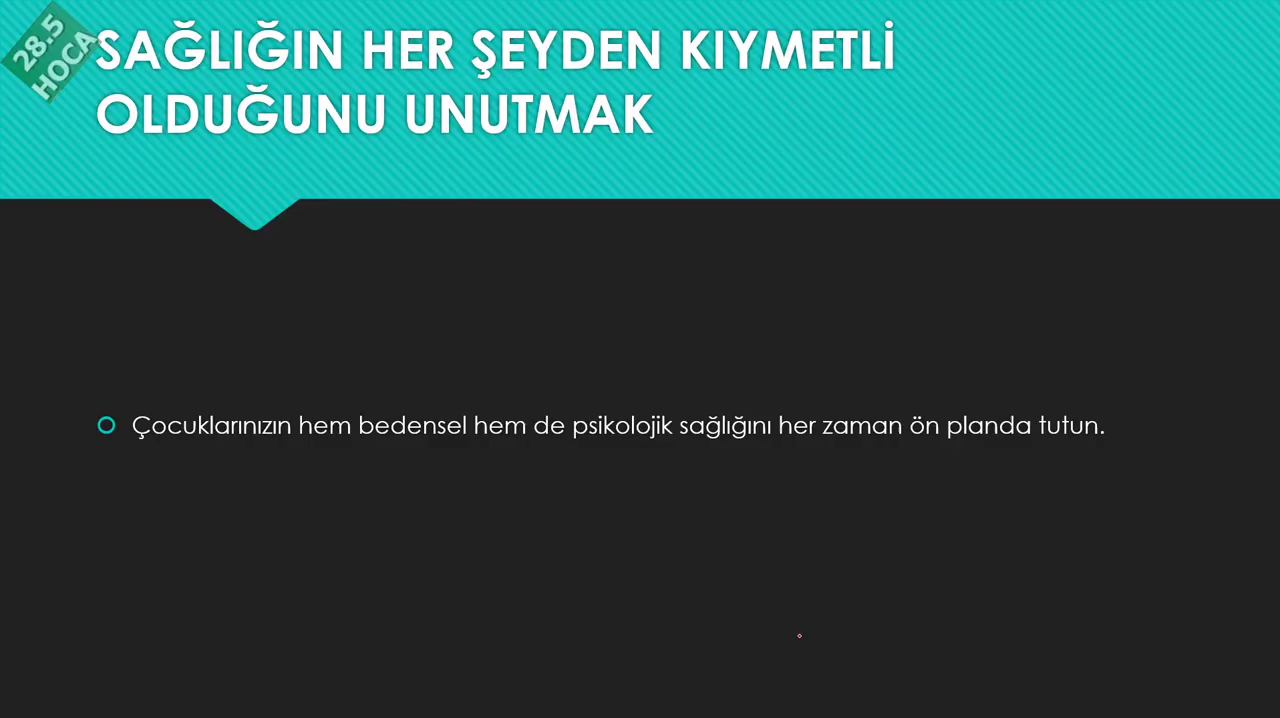 28.5
HOCA
SAĞLIĞIN HER ŞEYDEN KIYMETLİ
OLDUĞUNU UNUTMAK
Çocuklarınızın hem bedensel hem de psikolojik sağlığını her zaman ön planda tutun.